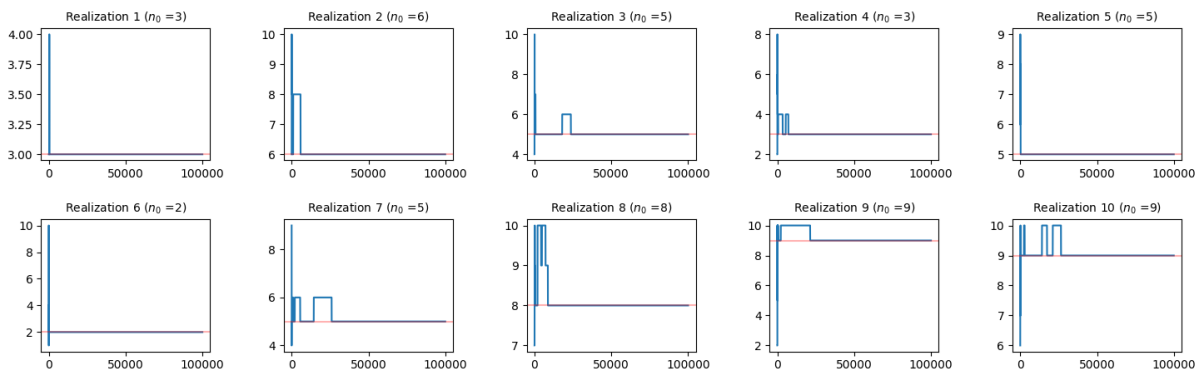 Realization 1 (n₀ =3)
Realization 2 (n₀ =6)
Realization 3 (n₀ =5)
Realization 4 (n₀ =3)
Realization 5 (n₀ =5)
4.00
3.75
3.50
3.25
3.00
0 50000 100000
10
9
8
7
6
0 50000 100000
10
8
6
4
0 50000 100000
8
6
4
2
0 50000 100000
9
8
7
6
5
0 50000 100000
Realization 6 (n₀ =2)
Realization 7 (n₀ =5)
Realization 8 (n₀ =8)
Realization 9 (n₀ =9)
Realization 10 (n₀ =9)
10
8
6
4
2
0 50000 100000
8
6
4
0 50000 100000
10
9
8
7
0 50000 100000
10
8
6
4
2
0 50000 100000
10
9
8
7
6
0 50000 100000